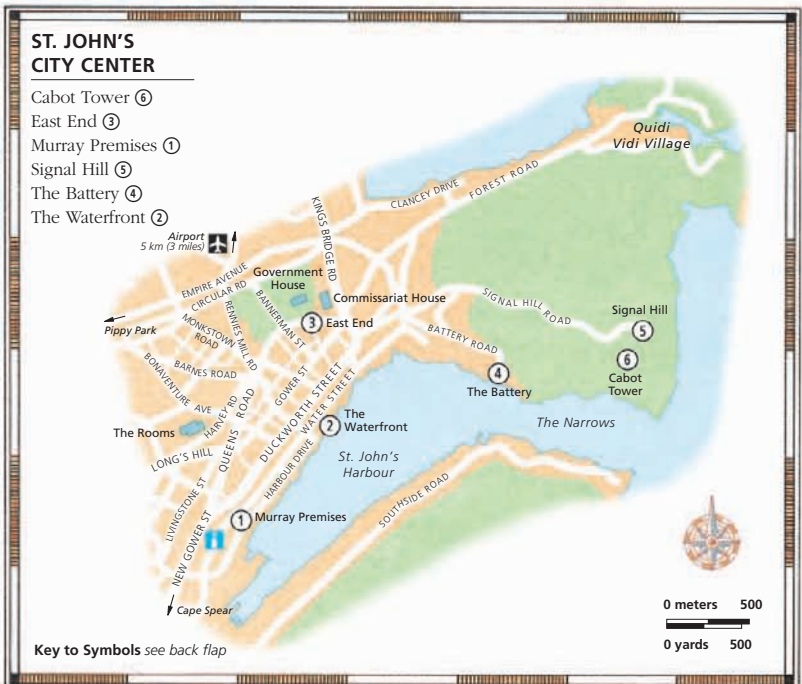 ST. JOHN'S
CITY CENTER
Cabot Tower ⑥
East End ③
Murray Premises ①
Signal Hill ⑤
The Battery ④
The Waterfront ②
Quidi
Vidi Village
CLANCEY DRIVE
FOREST ROAD
KINGS BRIDGE RD
Airport
5 km (3 miles)
EMPIRE AVENUE
CIRCULAR RD
Government
House
Commissariat House
③ East End
BANNERMAN ST
RENNIES MILL RD
MONKSTOWN
ROAD
Pippy Park
SIGNAL HILL ROAD
Signal Hill
⑤
⑥
Cabot
Tower
BATTERY ROAD
④
The Battery
BARNES ROAD
BONAVENTURE AVE
GOWER ST
DUCKWORTH STREET
WATER STREET
HARBOUR DRIVE
②
The
Waterfront
The Narrows
St. John's
Harbour
The Rooms
HARVEY RD
QUEENS ROAD
LONG'S HILL
SOUTHSIDE ROAD
LIVINGSTONE ST
NEW GOWER ST
① Murray Premises
Cape Spear
0 meters 500
0 yards 500
Key to Symbols see back flap